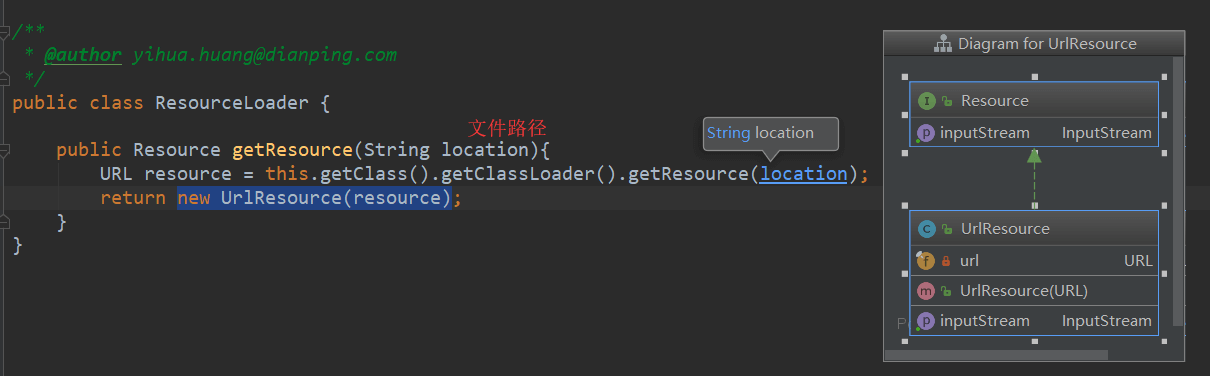 /**
 * @author yihua.huang@dianping.com
 */
public class ResourceLoader {
文件路径
String location
public Resource getResource(String location){
URL resource = this.getClass().getClassLoader().getResource(location);
return new UrlResource(resource);
}
}
Diagram for UrlResource
I Resource
p inputStream InputStream
C UrlResource
f url URL
m UrlResource(URL)
p inputStream InputStream